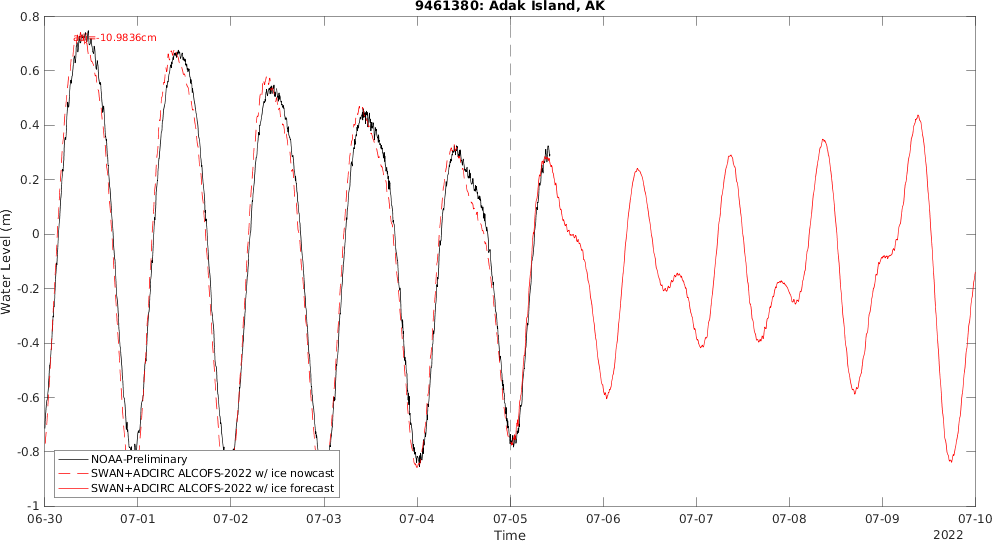 9461380: Adak Island, AK
-10.9836cm
Water Level (m)
0.8
0.6
0.4
0.2
0
-0.2
-0.4
-0.6
-0.8
-1
NOAA-Preliminary
SWAN+ADCIRC ALCOFS-2022 w/ ice nowcast
SWAN+ADCIRC ALCOFS-2022 w/ ice forecast
06-30 07-01 07-02 07-03 07-04 07-05 07-06 07-07 07-08 07-09 07-10
Time
2022